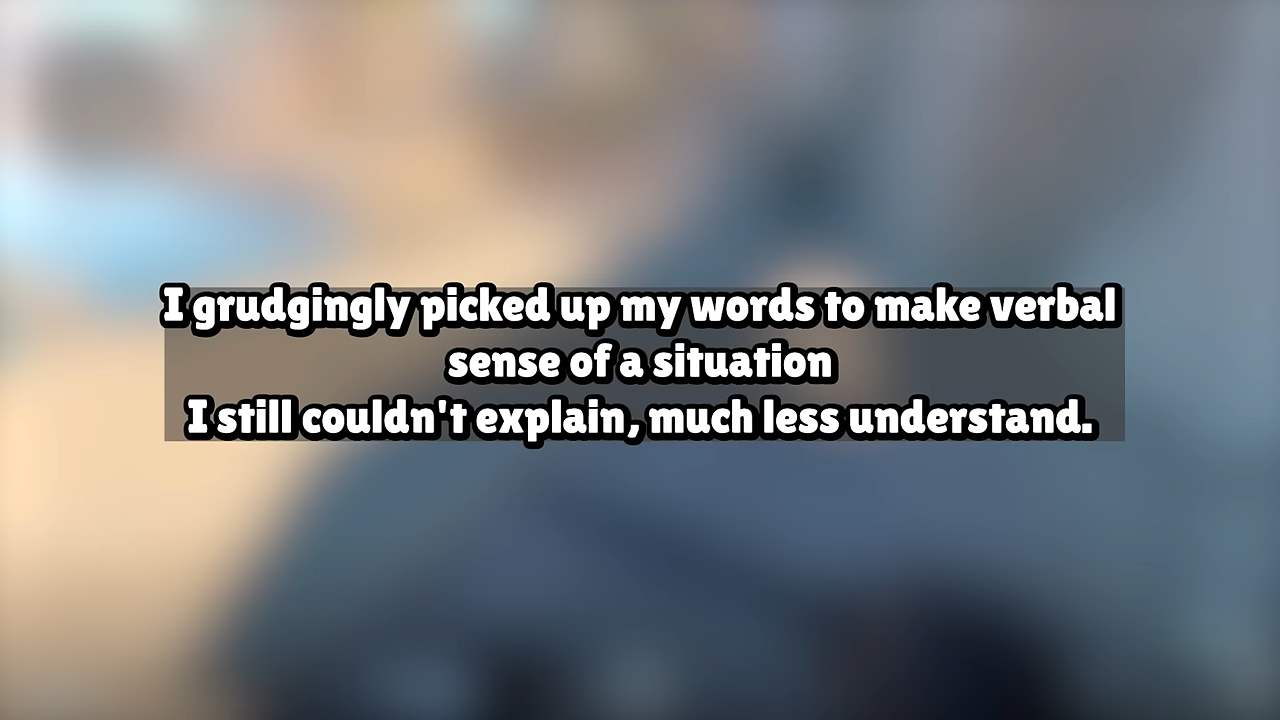 I grudgingly picked up my words to make verbal
sense of a situation
I still couldn't explain, much less understand.